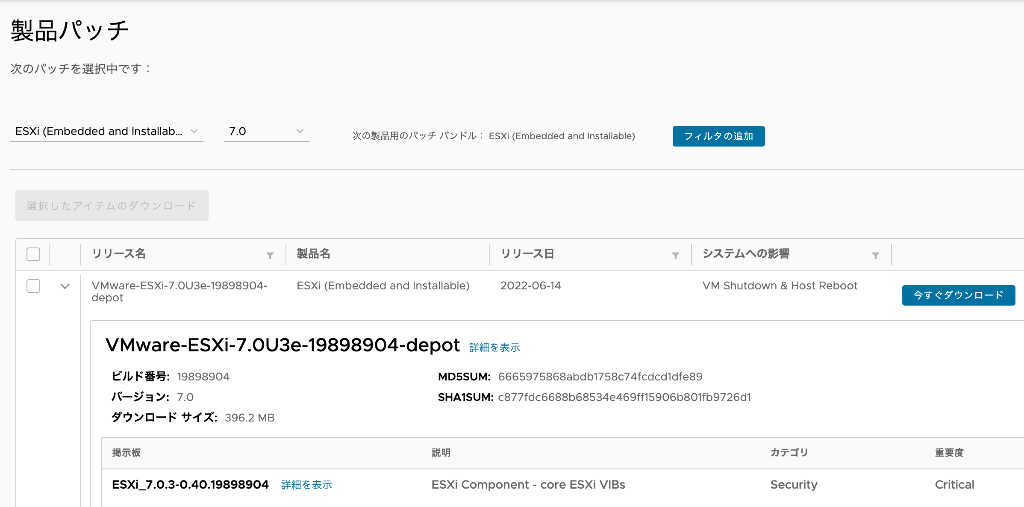 製品パッチ
次のパッチを選択中です：
ESXi (Embedded and Installab... 7.0 次の製品用のパッチ バンドル： ESXi (Embedded and Installable) フィルタの追加
選択したアイテムのダウンロード
リリース名 製品名 リリース日 システムへの影響
VMware-ESXi-7.0U3e-19898904- ESXi (Embedded and Installable) 2022-06-14 VM Shutdown & Host Reboot
depot 今すぐダウンロード
VMware-ESXi-7.0U3e-19898904-depot 詳細を表示
ビルド番号: 19898904 MD5SUM: 6665975868abdb1758c74fcdcd1dfe89
バージョン: 7.0 SHA1SUM: c877fdc6688b68534e469ff15906b801fb9726d1
ダウンロード サイズ: 396.2 MB
掲示板 説明 カテゴリ 重要度
ESXi_7.0.3-0.40.19898904 詳細を表示 ESXi Component - core ESXi VIBs Security Critical